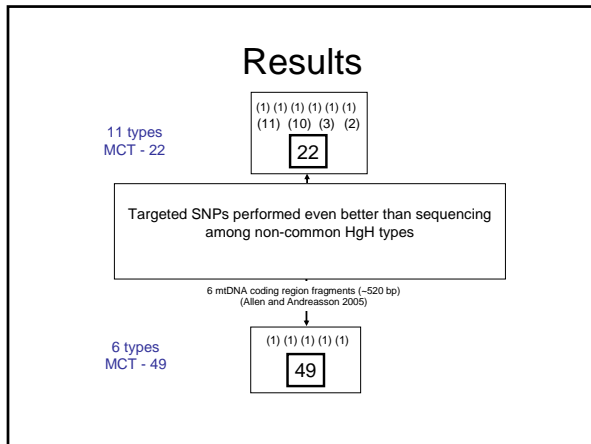 Results
(1) (1) (1) (1) (1) (1)
(11) (10) (3) (2)
22
11 types
MCT - 22
Targeted SNPs performed even better than sequencing
among non-common HgH types
6 mtDNA coding region fragments (~520 bp)
(Allen and Andreasson 2005)
(1) (1) (1) (1) (1)
49
6 types
MCT - 49